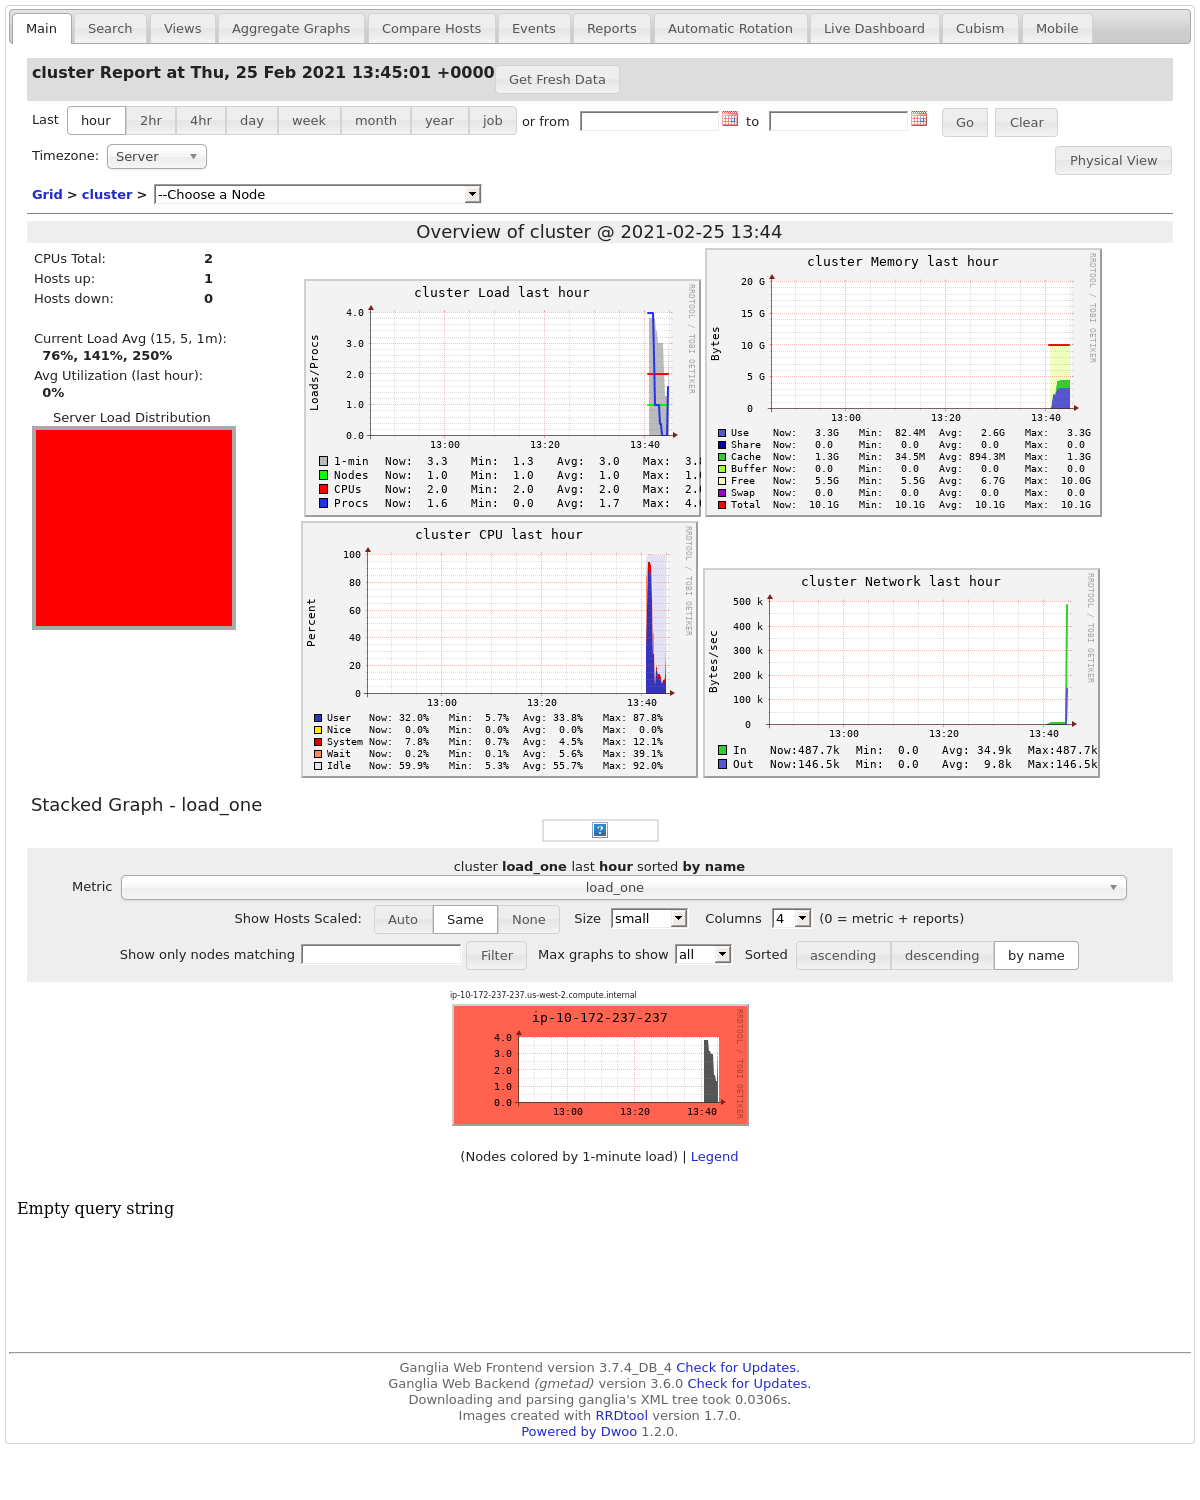 Main Search Views Aggregate Graphs Compare Hosts Events Reports Automatic Rotation Live Dashboard Cubism Mobile
cluster Report at Thu, 25 Feb 2021 13:45:01 +0000 Get Fresh Data
Last hour 2hr 4hr day week month year job or from to Go Clear
Timezone: Server
Physical View
Grid > cluster > --Choose a Node
Overview of cluster @ 2021-02-25 13:44
CPUs Total: 2
Hosts up: 1
Hosts down: 0
Current Load Avg (15, 5, 1m):
76%, 141%, 250%
Avg Utilization (last hour):
0%
Server Load Distribution
cluster Load last hour
RRDTOOL / TOBI OETIKER
Loads/Procs
4.0
3.0
2.0
1.0
0.0
13:00 13:20 13:40
1-min Now: 3.3 Min: 1.3 Avg: 3.0 Max: 3.8
Nodes Now: 1.0 Min: 1.0 Avg: 1.0 Max: 1.
CPUs Now: 2.0 Min: 2.0 Avg: 2.0 Max: 2.
Procs Now: 1.6 Min: 0.0 Avg: 1.7 Max: 4.
cluster Memory last hour
RRDTOOL / TOBI OETIKER
Bytes
20 G
15 G
10 G
5 G
0
13:00 13:20 13:40
Use Now: 3.3G Min: 82.4M Avg: 2.6G Max: 3.3G
Share Now: 0.0 Min: 0.0 Avg: 0.0 Max: 0.0
Cache Now: 1.3G Min: 34.5M Avg: 894.3M Max: 1.3G
Buffer Now: 0.0 Min: 0.0 Avg: 0.0 Max: 0.0
Free Now: 5.5G Min: 5.5G Avg: 6.7G Max: 10.0G
Swap Now: 0.0 Min: 0.0 Avg: 0.0 Max: 0.0
Total Now: 10.1G Min: 10.1G Avg: 10.1G Max: 10.1G
cluster CPU last hour
RRDTOOL / TOBI OETIKER
Percent
100
80
60
40
20
0
13:00 13:20 13:40
User Now: 32.0% Min: 5.7% Avg: 33.8% Max: 87.8%
Nice Now: 0.0% Min: 0.0% Avg: 0.0% Max: 0.0%
System Now: 7.8% Min: 0.7% Avg: 4.5% Max: 12.1%
Wait Now: 0.2% Min: 0.1% Avg: 5.6% Max: 39.1%
Idle Now: 59.9% Min: 5.3% Avg: 55.7% Max: 92.0%
cluster Network last hour
RRDTOOL / TOBI OETIKER
Bytes/sec
500 k
400 k
300 k
200 k
100 k
0
13:00 13:20 13:40
In Now:487.7k Min: 0.0 Avg: 34.9k Max:487.7k
Out Now:146.5k Min: 0.0 Avg: 9.8k Max:146.5k
Stacked Graph - load_one
?
cluster load_one last hour sorted by name
Metric load_one
Show Hosts Scaled: Auto Same None Size small Columns 4 (0 = metric + reports)
Show only nodes matching Filter Max graphs to show all Sorted ascending descending by name
ip-10-172-237-237.us-west-2.compute.internal
ip-10-172-237-237
RRDTOOL / TOBI OETIKER
4.0
3.0
2.0
1.0
0.0
13:00 13:20 13:40
(Nodes colored by 1-minute load) | Legend
Empty query string
Ganglia Web Frontend version 3.7.4_DB_4 Check for Updates.
Ganglia Web Backend (gmetad) version 3.6.0 Check for Updates.
Downloading and parsing ganglia's XML tree took 0.0306s.
Images created with RRDtool version 1.7.0.
Powered by Dwoo 1.2.0.